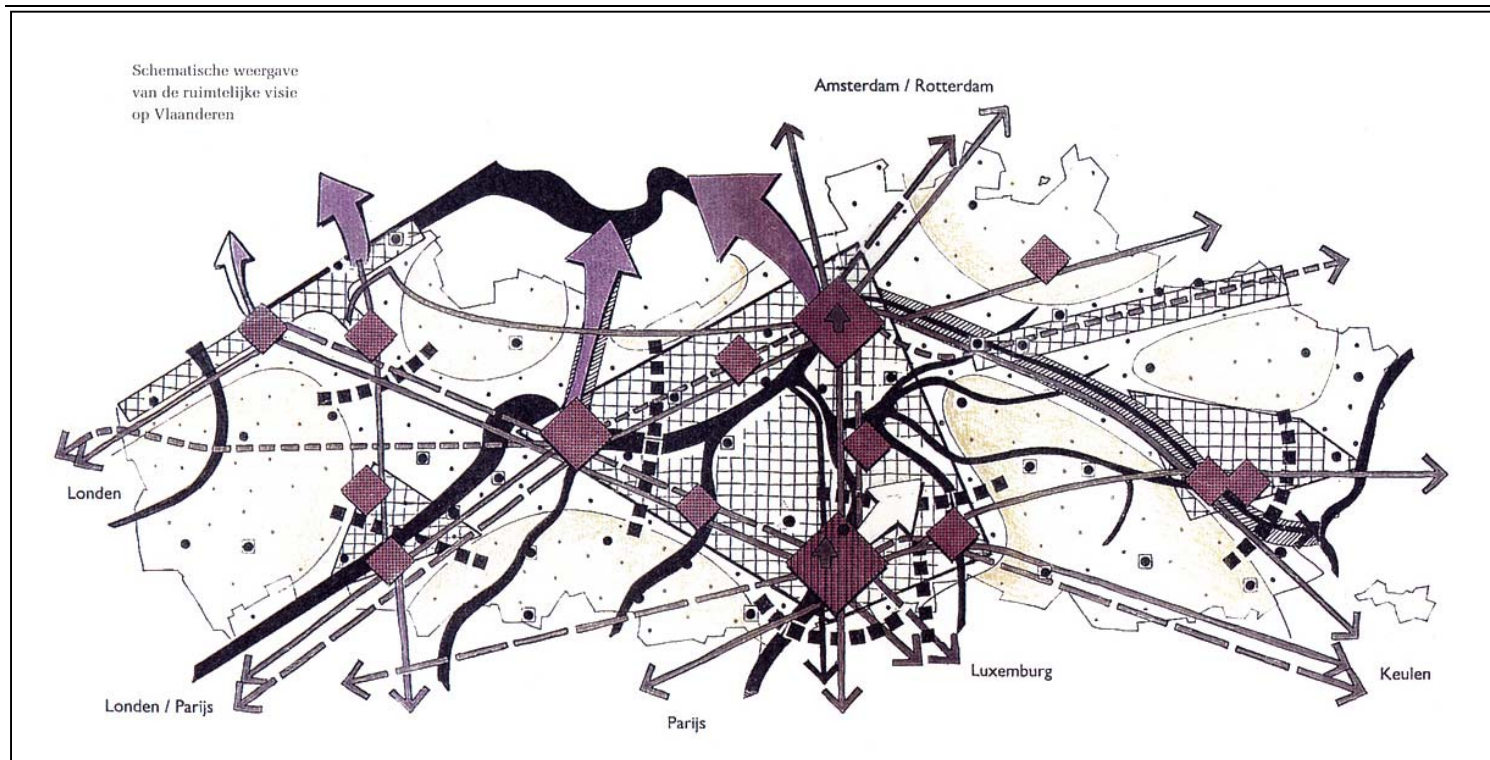 Schematische weergave
van de ruimtelijke visie
op Vlaanderen
Amsterdam / Rotterdam
Londen
Luxemburg
Keulen
Londen / Parijs
Parijs